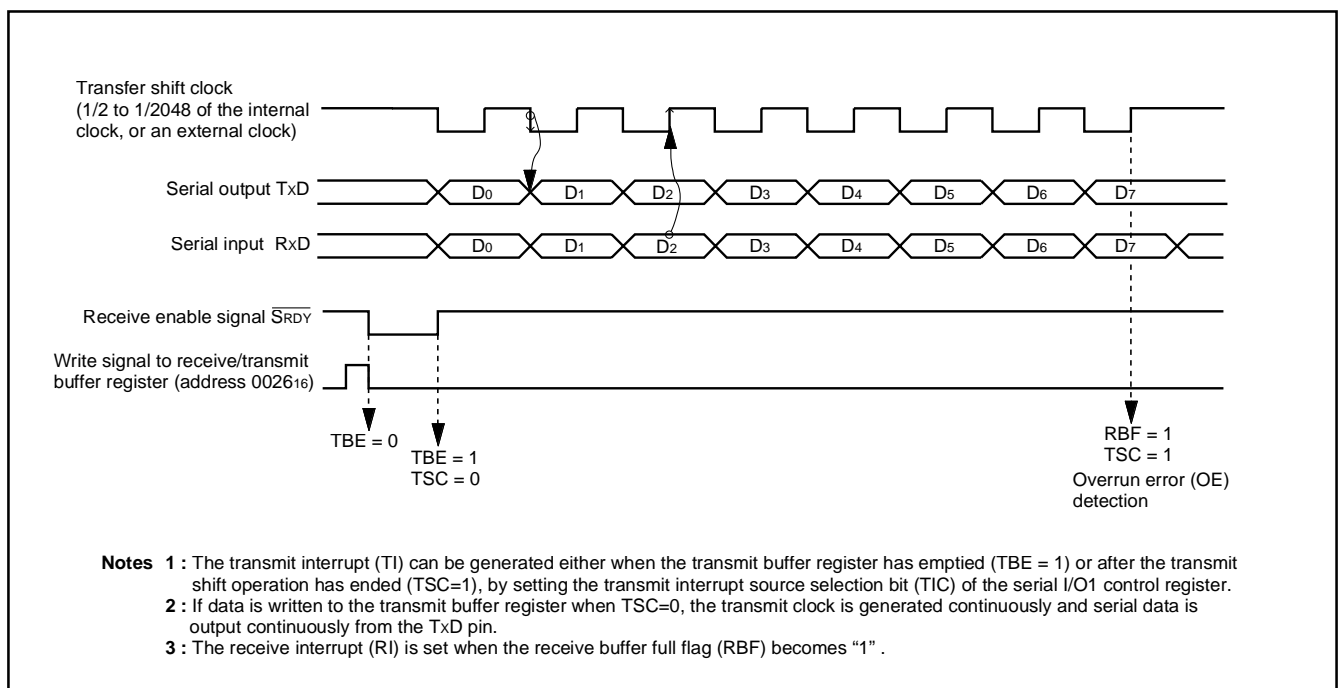 Transfer shift clock
(1/2 to 1/2048 of the internal
clock, or an external clock)
Serial output TxD
D0 D1 D2 D3 D4 D5 D6 D7
Serial input RxD
D0 D1 D2 D3 D4 D5 D6 D7
Receive enable signal SRDY
Write signal to receive/transmit
buffer register (address 002616)
TBE = 0
TBE = 1
TSC = 0
RBF = 1
TSC = 1
Overrun error (OE)
detection
Notes 1 : The transmit interrupt (TI) can be generated either when the transmit buffer register has emptied (TBE = 1) or after the transmit
shift operation has ended (TSC=1), by setting the transmit interrupt source selection bit (TIC) of the serial I/O1 control register.
2 : If data is written to the transmit buffer register when TSC=0, the transmit clock is generated continuously and serial data is
output continuously from the TxD pin.
3 : The receive interrupt (RI) is set when the receive buffer full flag (RBF) becomes “1” .